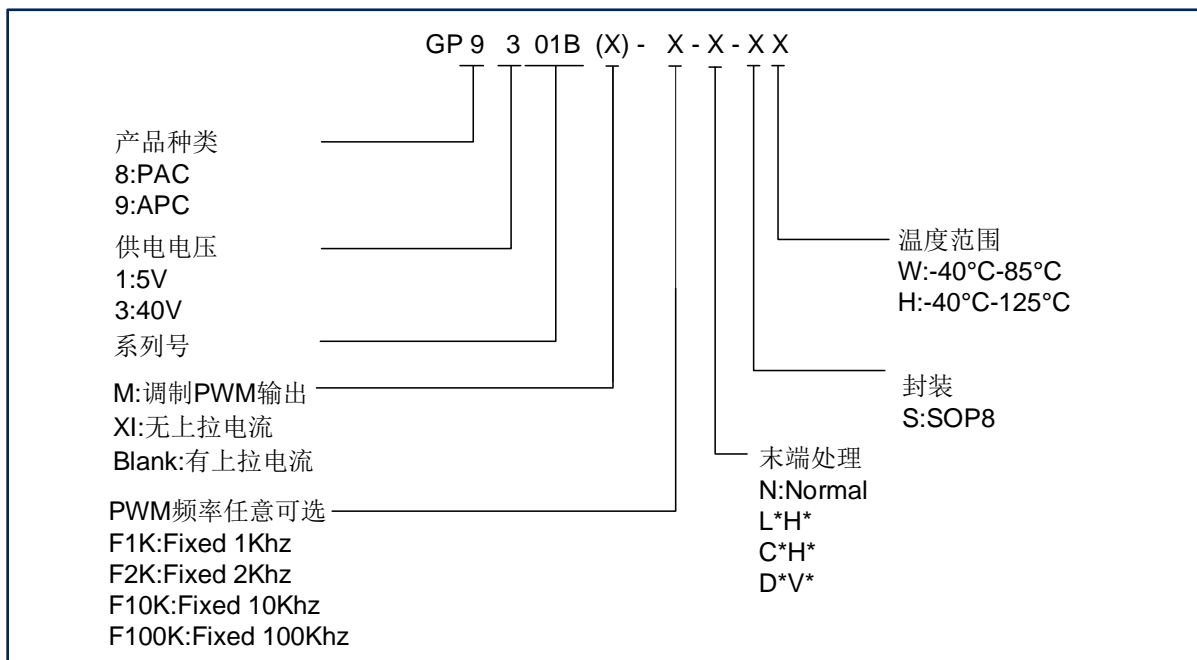 GP 9 3 01B (X) - X - X - X X
产品种类
8:PAC
9:APC
供电电压
1:5V
3:40V
系列号
M:调制PWM输出
XI:无上拉电流
Blank:有上拉电流
PWM频率任意可选
F1K:Fixed 1Khz
F2K:Fixed 2Khz
F10K:Fixed 10Khz
F100K:Fixed 100Khz
温度范围
W:-40°C-85°C
H:-40°C-125°C
封装
S:SOP8
末端处理
N:Normal
L*H*
C*H*
D*V*